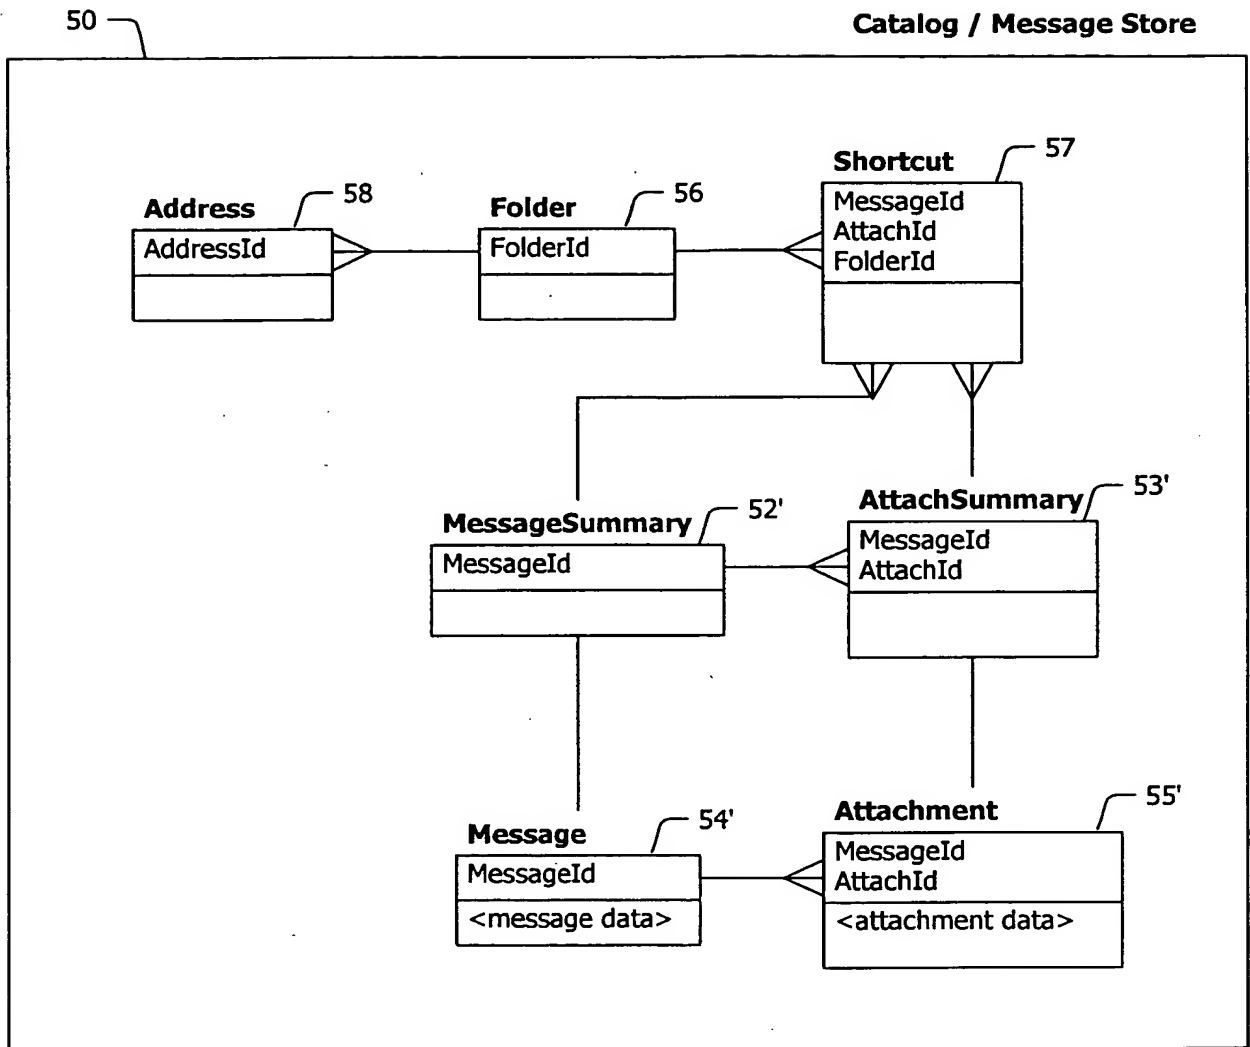 50
Catalog / Message Store
Shortcut
57
MessageId
AttachId
FolderId
Address
58
AddressId
Folder
56
FolderId
MessageSummary
52'
MessageId
AttachSummary
53'
MessageId
AttachId
Message
54'
MessageId
<message data>
Attachment
55'
MessageId
AttachId
<attachment data>